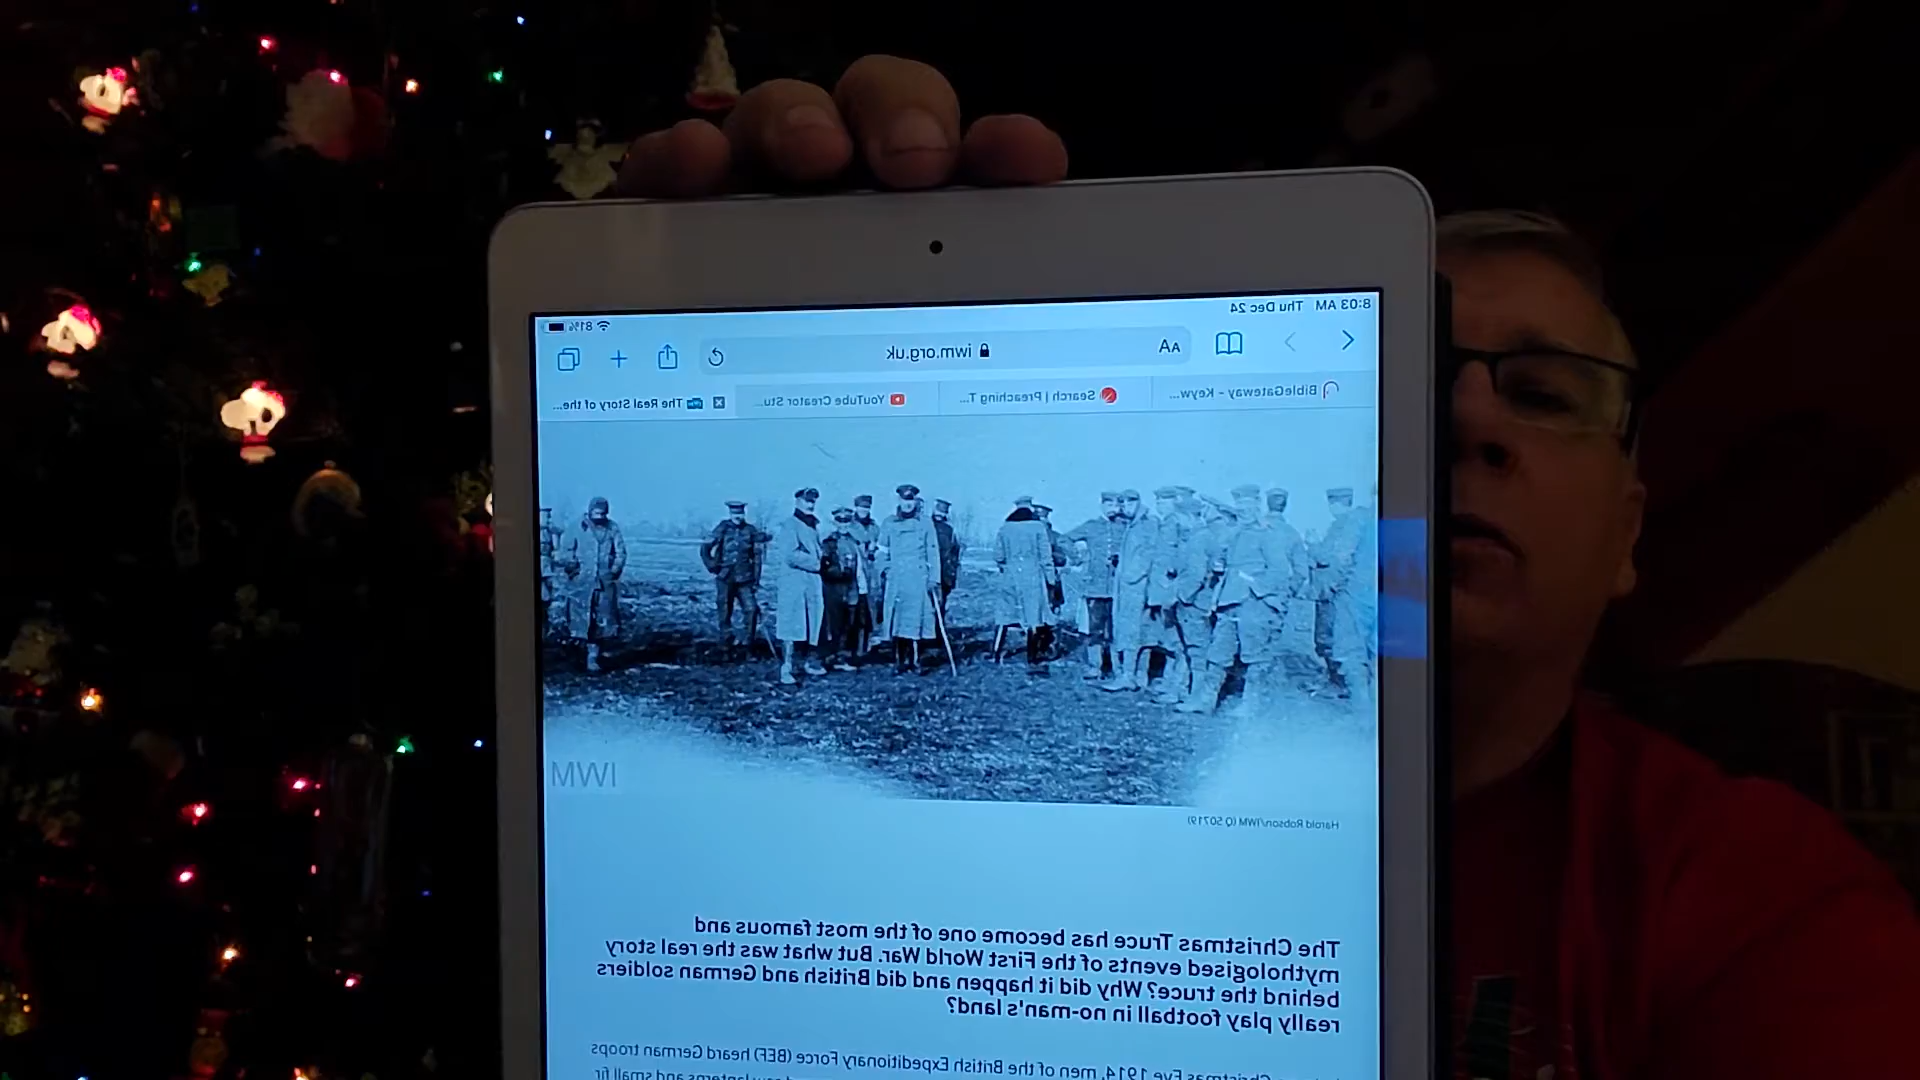 8:03 AM Thu Dec 24
81%
AA
iwm.org.uk
BibleGateway - Keyw...
Search | Preaching T...
YouTube Creator Stu...
The Real Story of the...
IWM
Harold Robson/IWM (Q 50719)
The Christmas Truce has become one of the most famous and
mythologised events of the First World War. But what was the real story
behind the truce? Why did it happen and did British and German soldiers
really play football in no-man's land?
Christmas Eve 1914, men of the British Expeditionary Force (BEF) heard German troops
lanterns and small fir